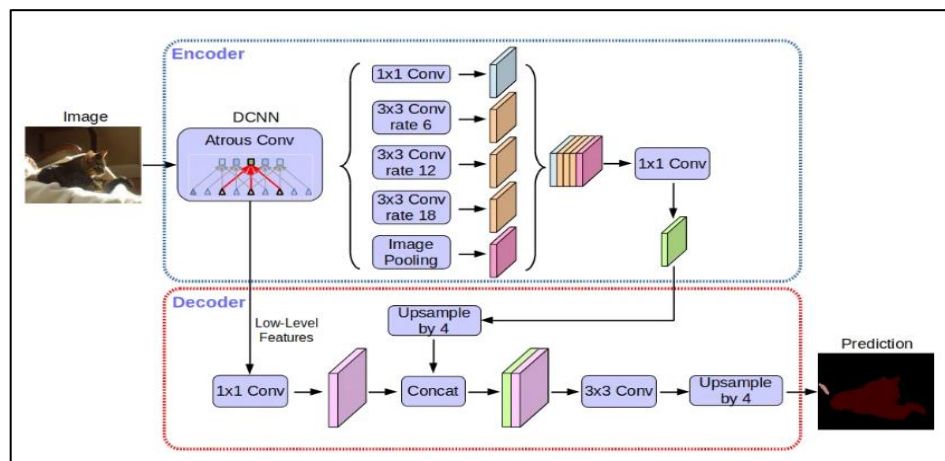 Encoder
Image
DCNN
Atrous Conv
1x1 Conv
3x3 Conv
rate 6
3x3 Conv
rate 12
3x3 Conv
rate 18
Image
Pooling
1x1 Conv
Decoder
Low-Level
Features
Upsample
by 4
1x1 Conv
Concat
3x3 Conv
Upsample
by 4
Prediction